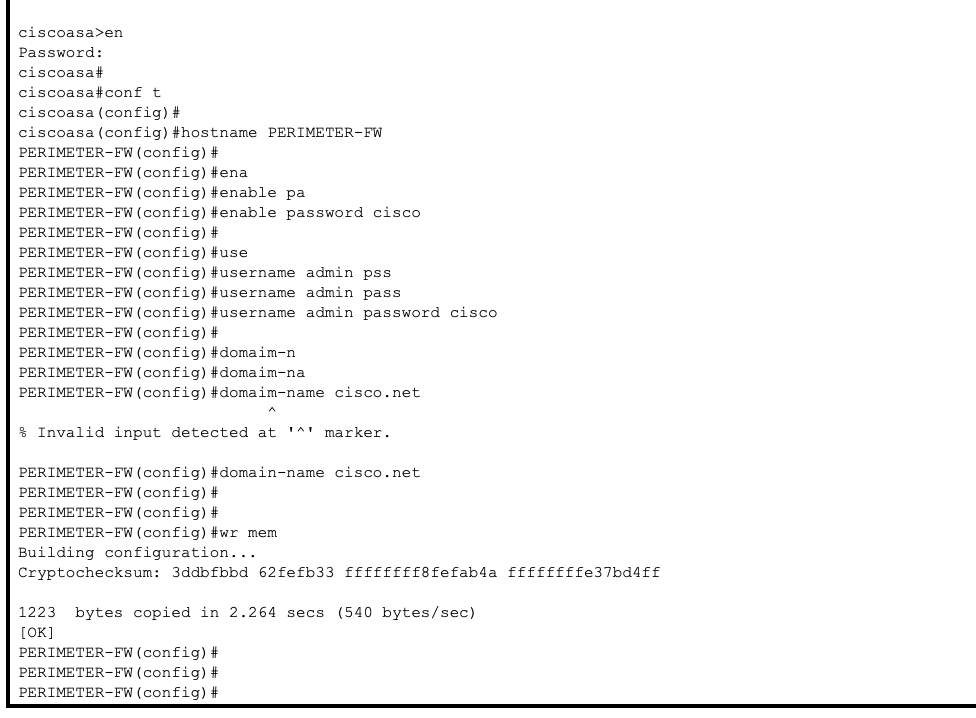 ciscoasa>en
Password:
ciscoasa#
ciscoasa#conf t
ciscoasa(config)#
ciscoasa(config)#hostname PERIMETER-FW
PERIMETER-FW(config)#
PERIMETER-FW(config)#ena
PERIMETER-FW(config)#enable pa
PERIMETER-FW(config)#enable password cisco
PERIMETER-FW(config)#
PERIMETER-FW(config)#use
PERIMETER-FW(config)#username admin pss
PERIMETER-FW(config)#username admin pass
PERIMETER-FW(config)#username admin password cisco
PERIMETER-FW(config)#
PERIMETER-FW(config)#domaim-n
PERIMETER-FW(config)#domaim-na
PERIMETER-FW(config)#domaim-name cisco.net
^
% Invalid input detected at '^' marker.
PERIMETER-FW(config)#domain-name cisco.net
PERIMETER-FW(config)#
PERIMETER-FW(config)#
PERIMETER-FW(config)#wr mem
Building configuration...
Cryptochecksum: 3ddbfbbd 62fefb33 ffffffff8fefab4a ffffffffe37bd4ff
1223  bytes copied in 2.264 secs (540 bytes/sec)
[OK]
PERIMETER-FW(config)#
PERIMETER-FW(config)#
PERIMETER-FW(config)#